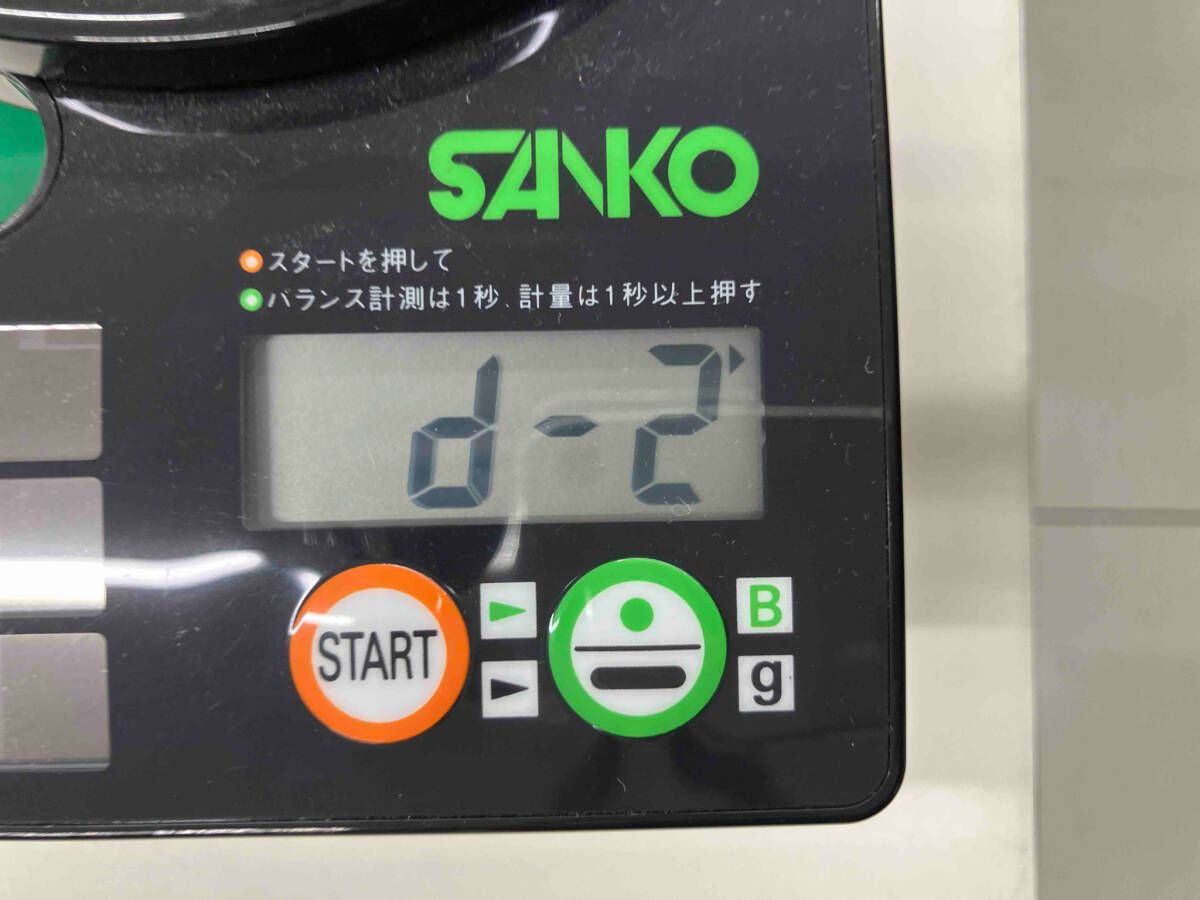 SANKO
スタートを押して
バランス計測は1秒、計量は1秒以上押す
d-2
START B
g